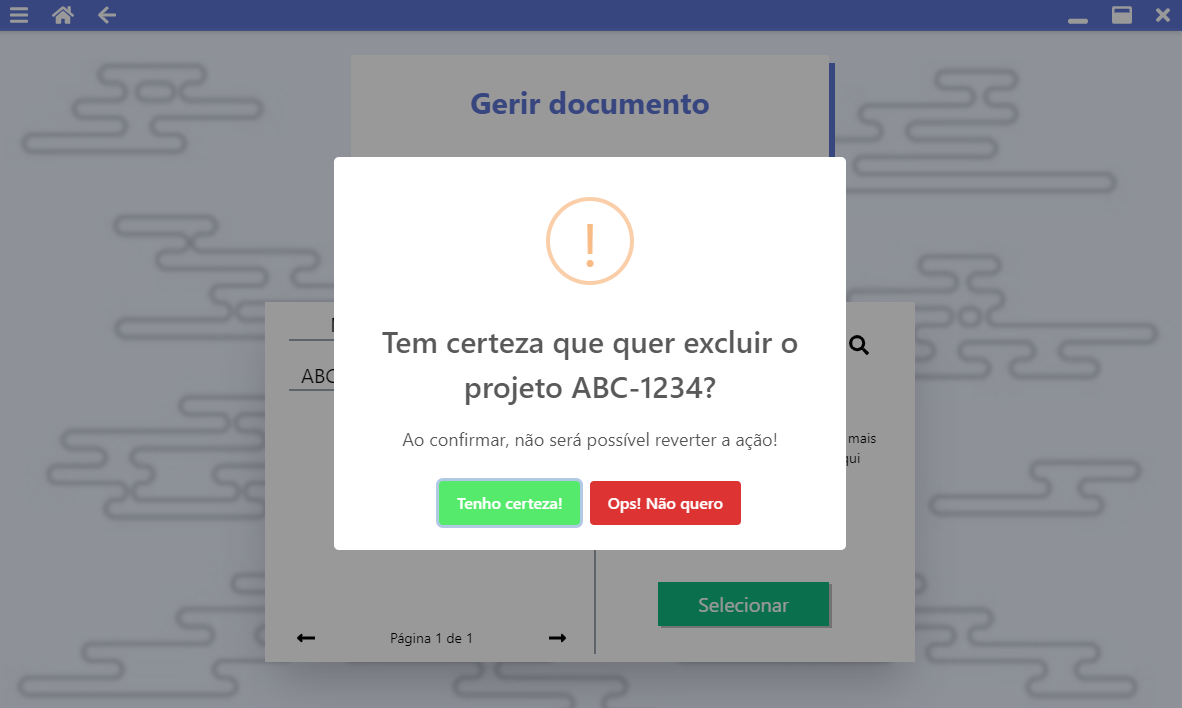 Gerir documento
Tem certeza que quer excluir o
projeto ABC-1234?
Ao confirmar, não será possível reverter a ação!
Tenho certeza!
Ops! Não quero
ABC
mais
Selecionar
Página 1 de 1